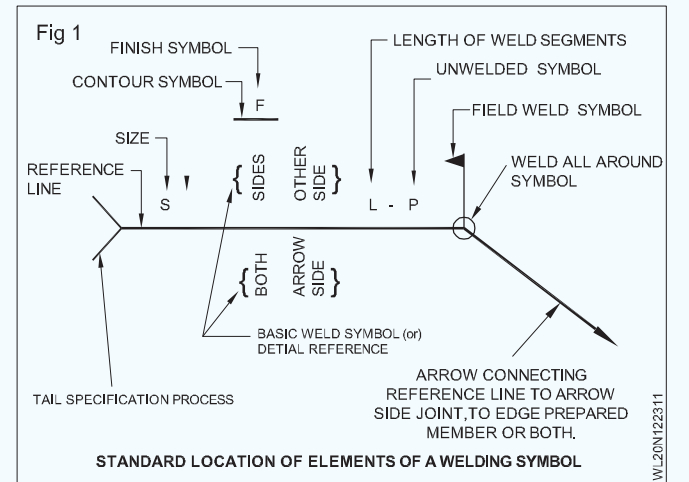 Fig 1
FINISH SYMBOL
CONTOUR SYMBOL
F
LENGTH OF WELD SEGMENTS
UNWELDED SYMBOL
FIELD WELD SYMBOL
SIZE
REFERENCE
LINE
S
{ SIDES
OTHER
SIDE }
L - P
WELD ALL AROUND
SYMBOL
{ BOTH
ARROW
SIDE }
BASIC WELD SYMBOL (or)
DETIAL REFERENCE
TAIL SPECIFICATION PROCESS
ARROW CONNECTING
REFERENCE LINE TO ARROW
SIDE JOINT,TO EDGE PREPARED
MEMBER OR BOTH.
STANDARD LOCATION OF ELEMENTS OF A WELDING SYMBOL
WL20N122311